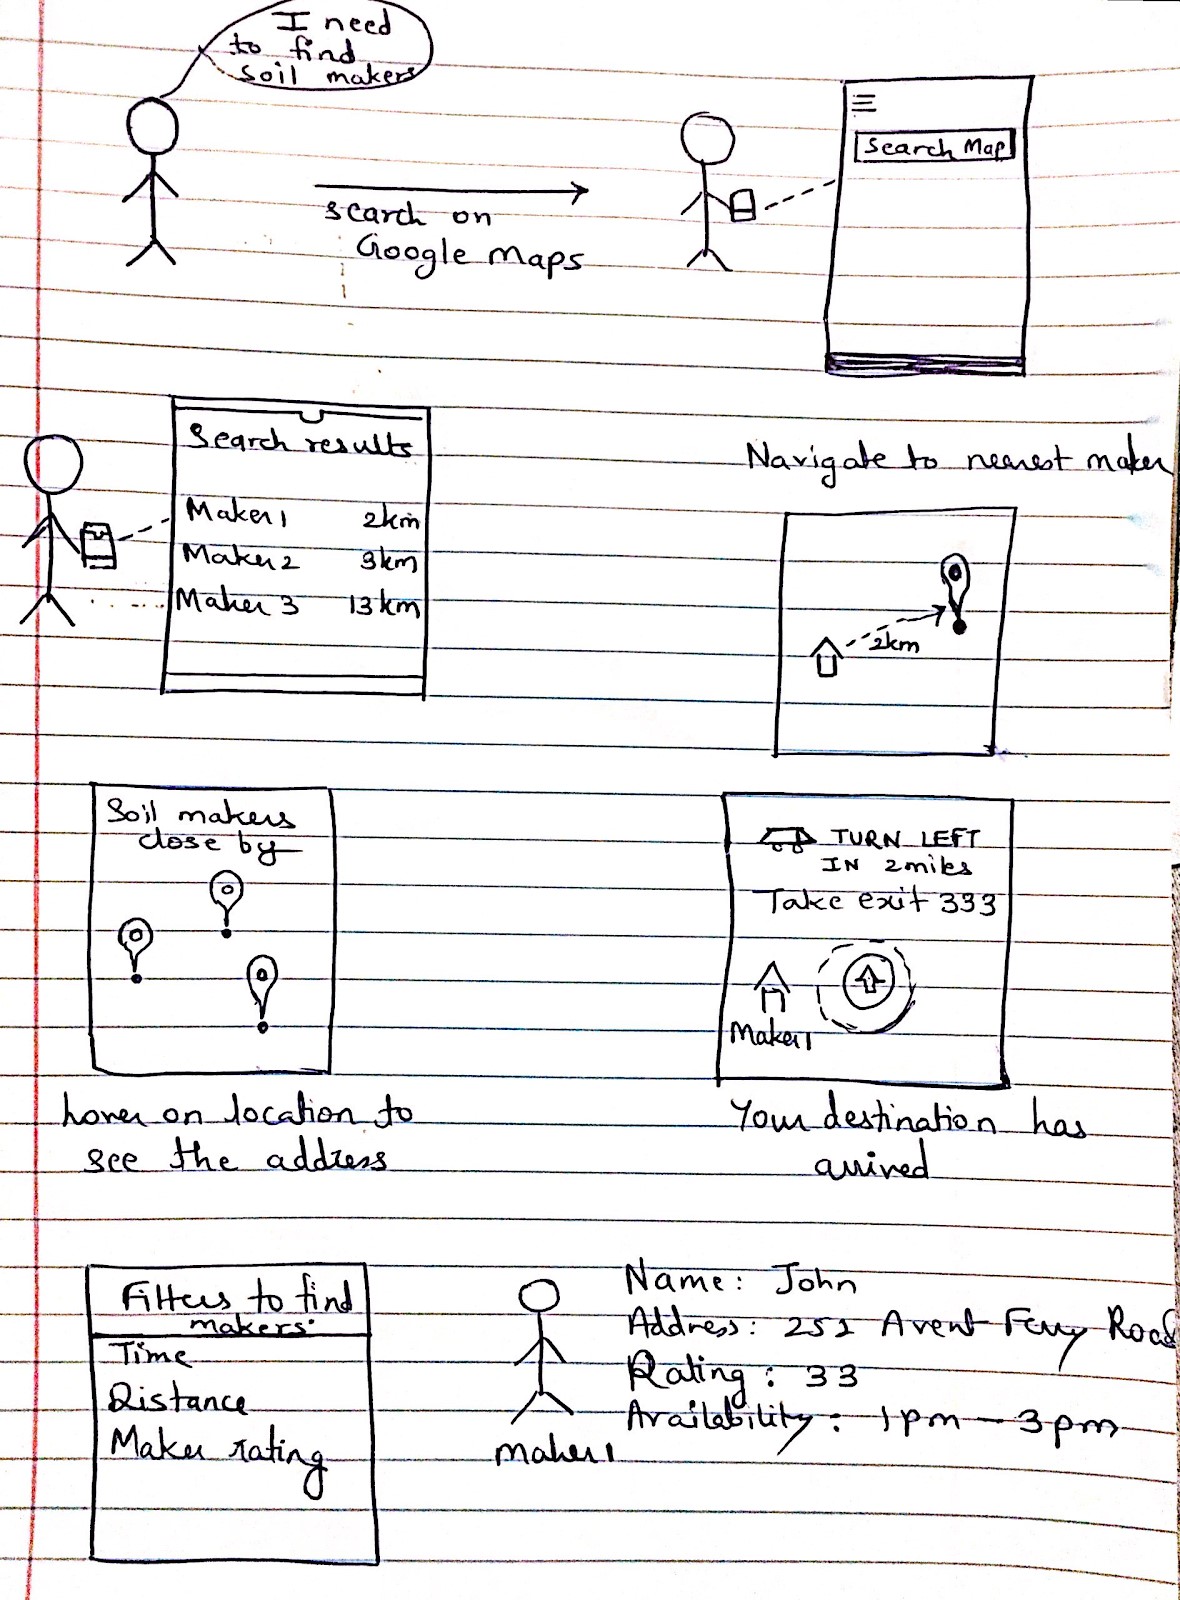 I need
to find
soil makers
search on
Google maps
Search Map
Search results
Maker 1 2km
Maker 2 3km
Maker 3 13km
Navigate to nearest maker
2km
Soil makers
close by
hover on location to
see the address
TURN LEFT
IN 2 miles
Take exit 333
Maker 1
Your destination has
arrived
Filters to find
makers:
Time
Distance
Maker rating
maker 1
Name: John
Address: 252 Avent Ferry Road
Rating: 33
Availability: 1pm - 3pm